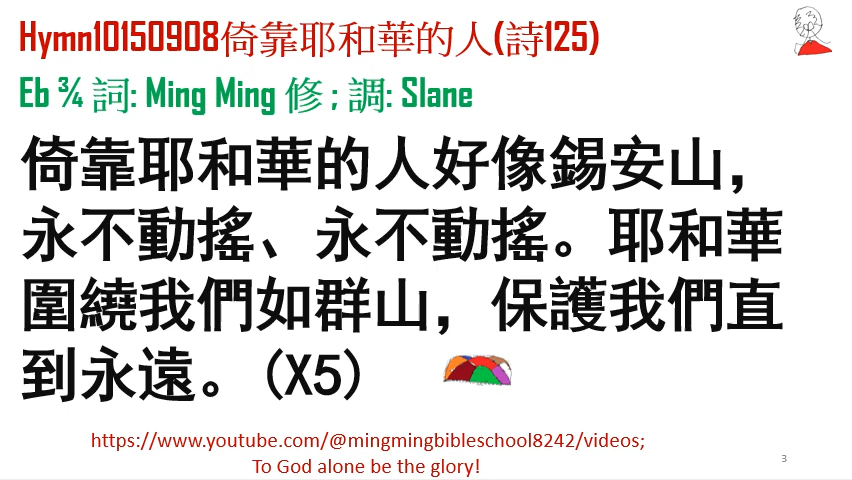 Hymn10150908倚靠耶和華的人(詩125)
Eb ¾ 詞: Ming Ming 修 ; 調: Slane
倚靠耶和華的人好像錫安山，
永不動搖、永不動搖。耶和華
圍繞我們如群山，保護我們直
到永遠。(X5)
https://www.youtube.com/@mingmingbibleschool8242/videos;
To God alone be the glory!
3